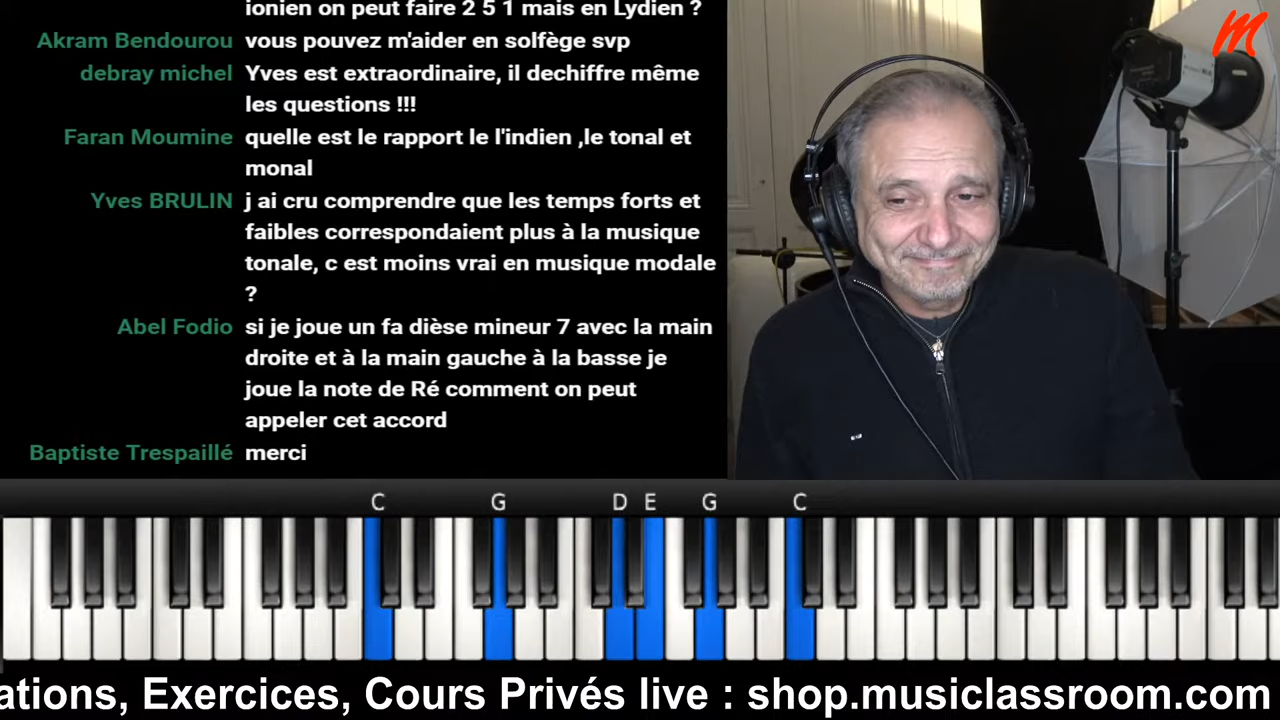 ionien on peut faire 2 5 1 mais en Lydien ?
Akram Bendourou vous pouvez m'aider en solfège svp
debray michel Yves est extraordinaire, il dechiffre même
les questions !!!
Faran Moumine quelle est le rapport le l'indien ,le tonal et
monal
Yves BRULIN j ai cru comprendre que les temps forts et
faibles correspondaient plus à la musique
tonale, c est moins vrai en musique modale
?
Abel Fodio si je joue un fa dièse mineur 7 avec la main
droite et à la main gauche à la basse je
joue la note de Ré comment on peut
appeler cet accord
Baptiste Trespaillé merci
M
C G D E G C
ations, Exercices, Cours Privés live : shop.musiclassroom.com